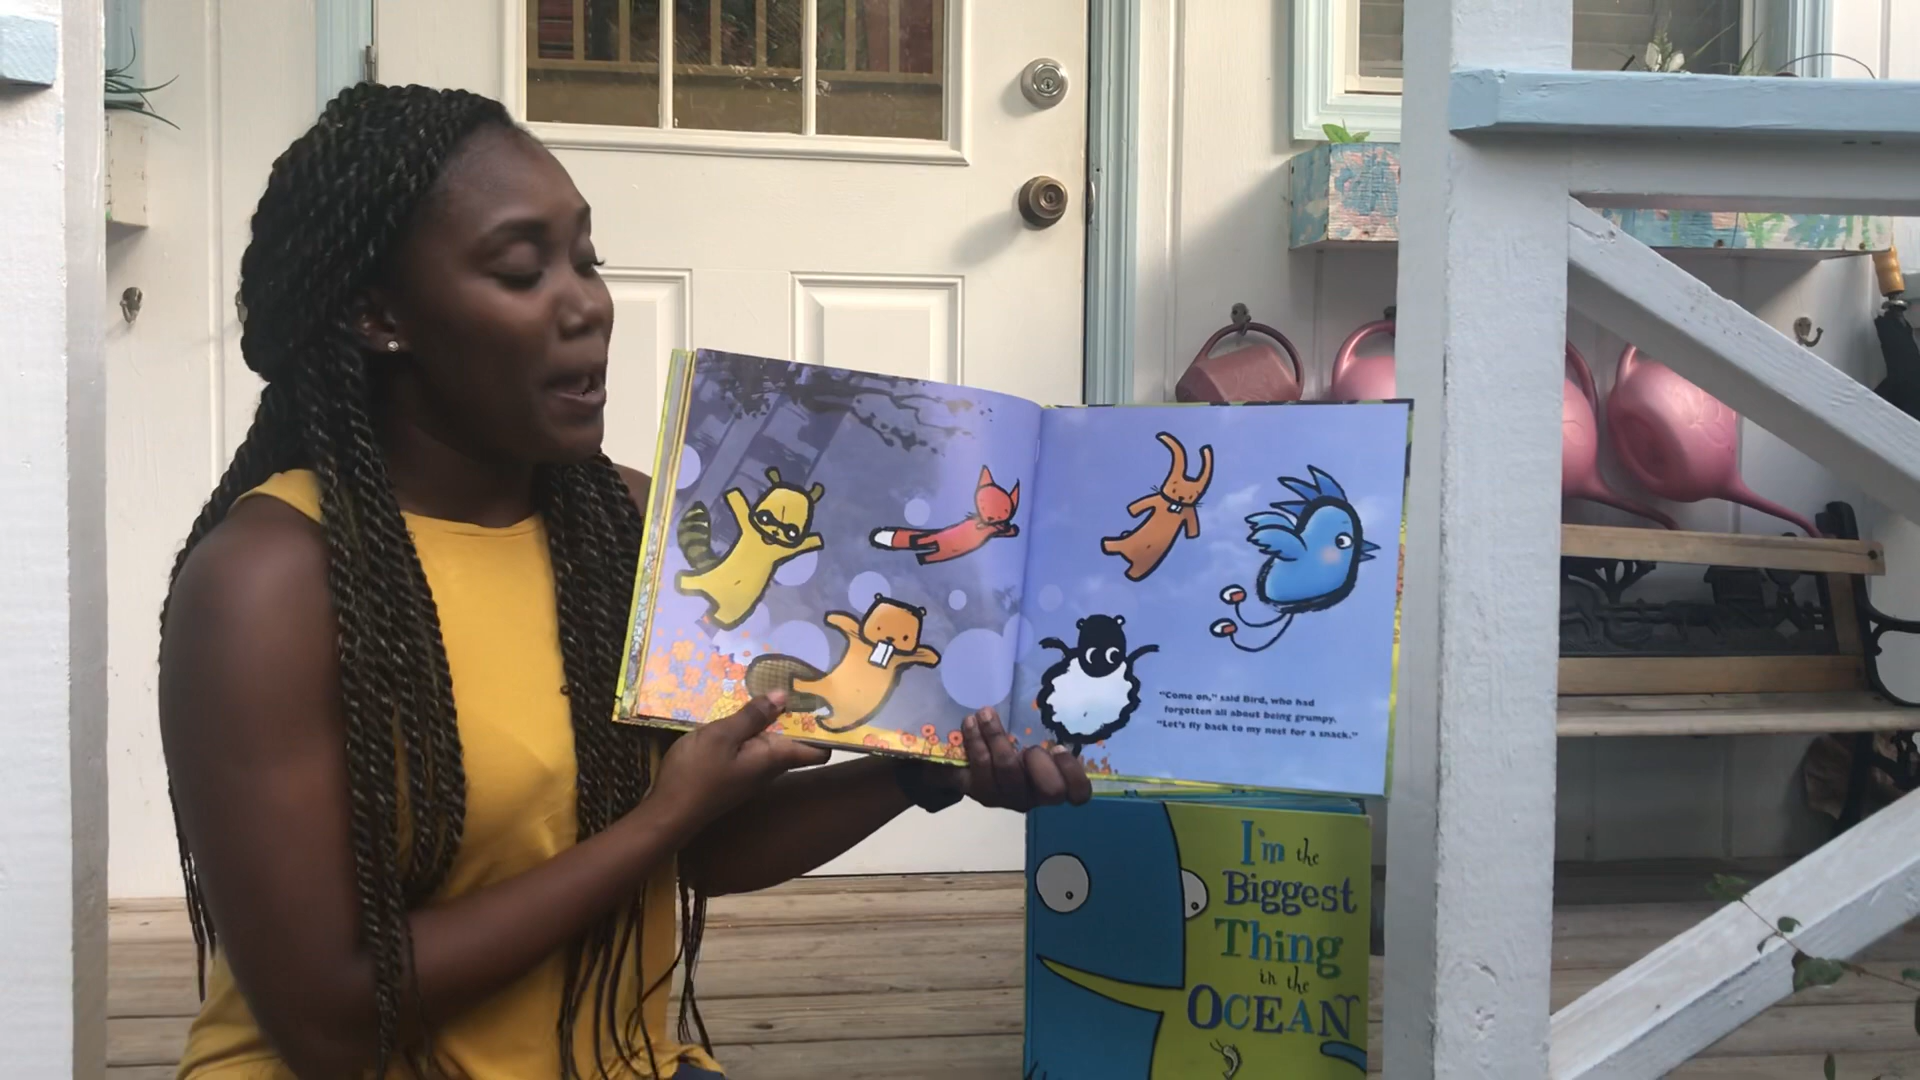 "Come on," said Bird, who had
forgotten all about being grumpy.
"Let's fly back to my nest for a snack."
I'm the
Biggest
Thing
in the
OCEAN